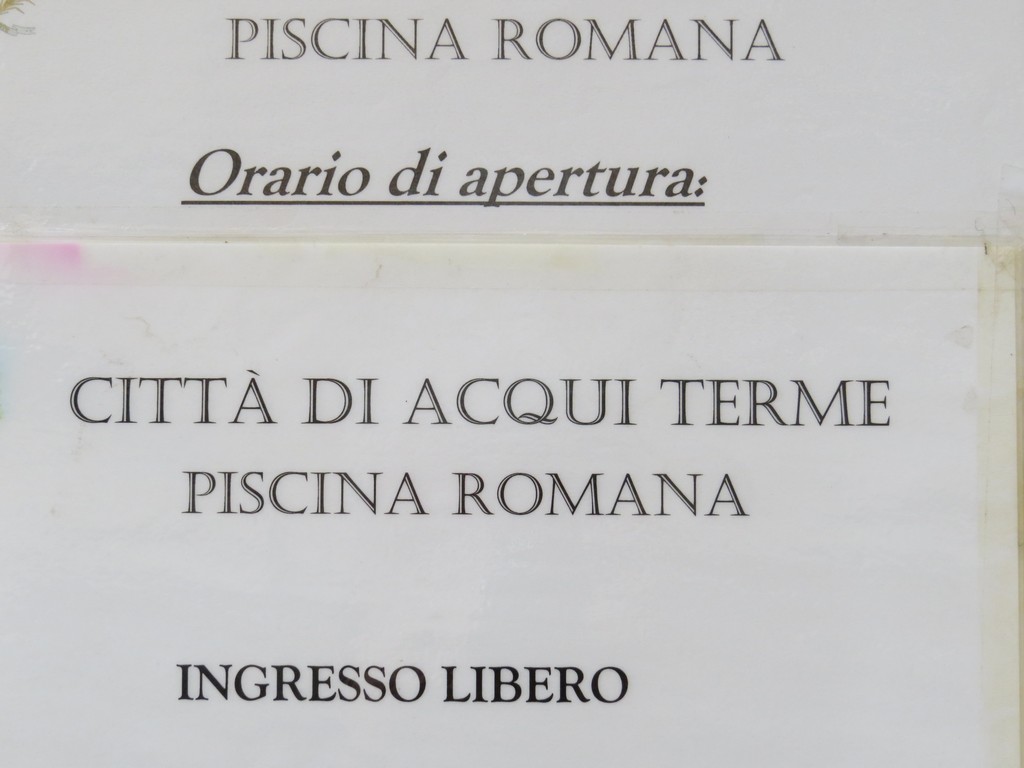 PISCINA ROMANA
Orario di apertura:
CITTÀ DI ACQUI TERME
PISCINA ROMANA
INGRESSO LIBERO